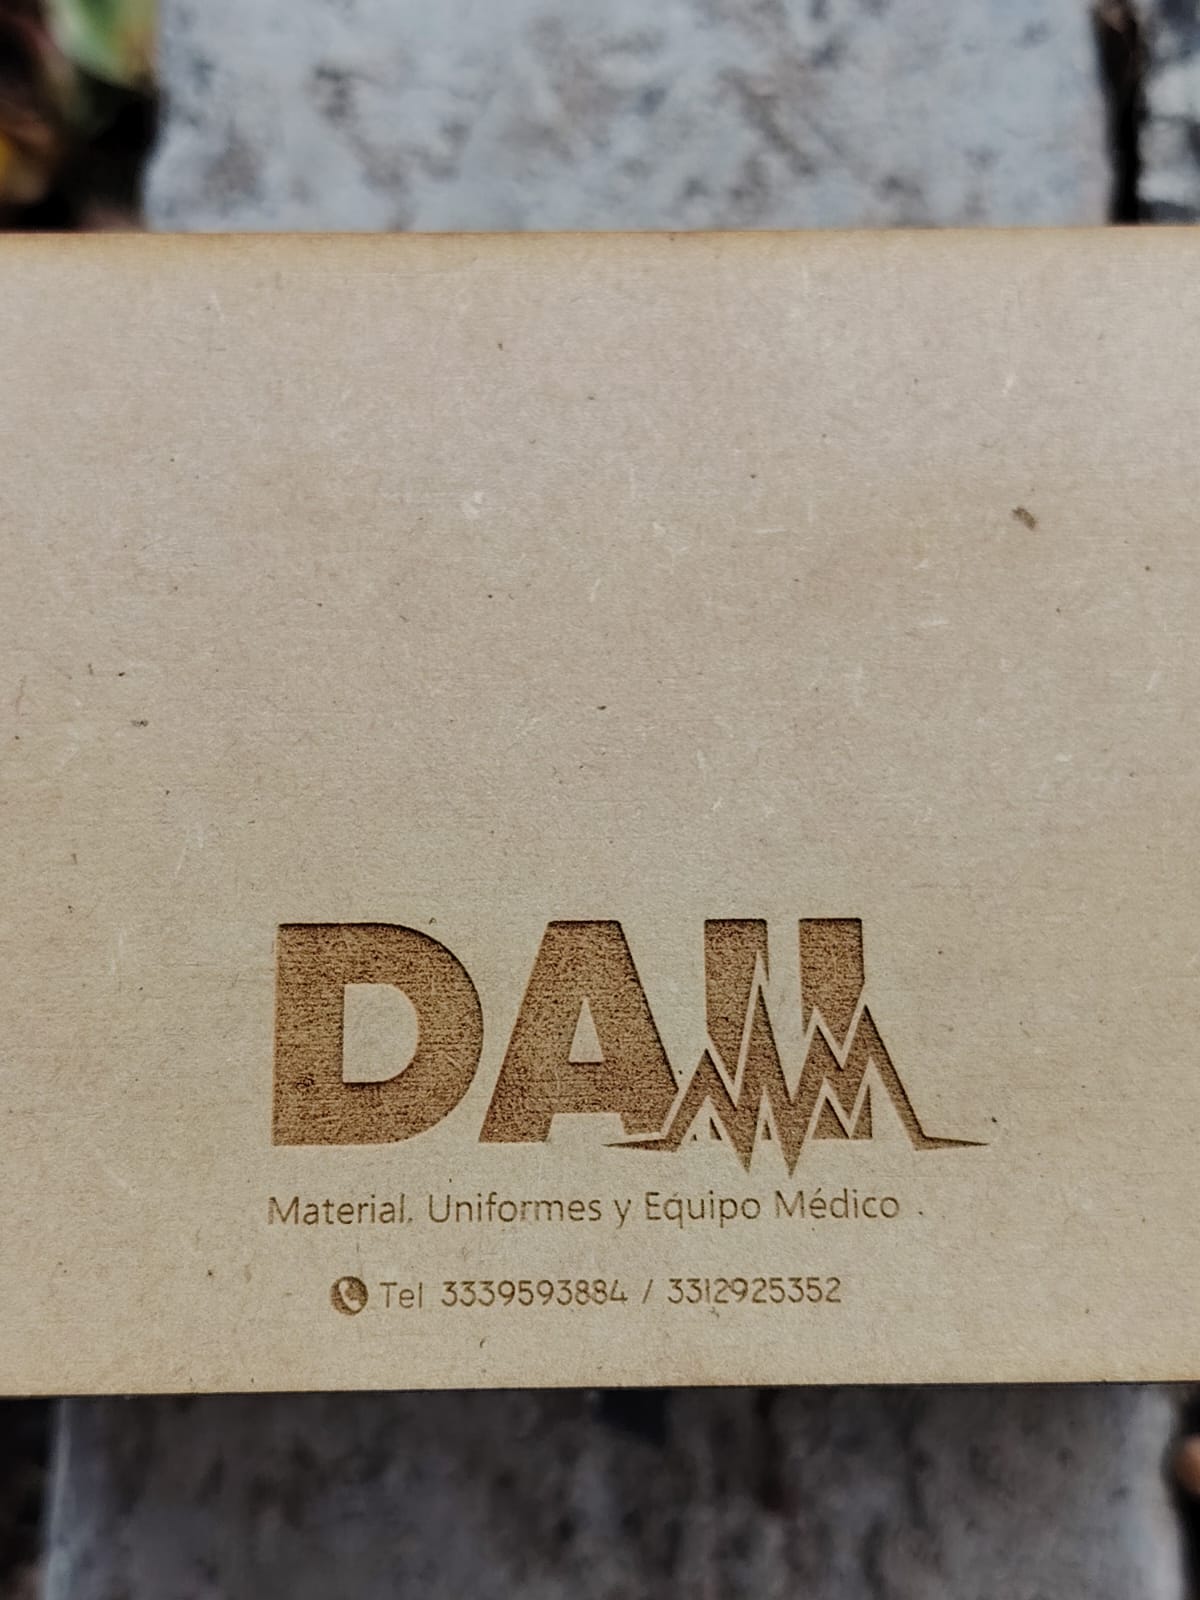 DAM
Material, Uniformes y Equipo Médico .
Tel 3339593884 / 3312925352